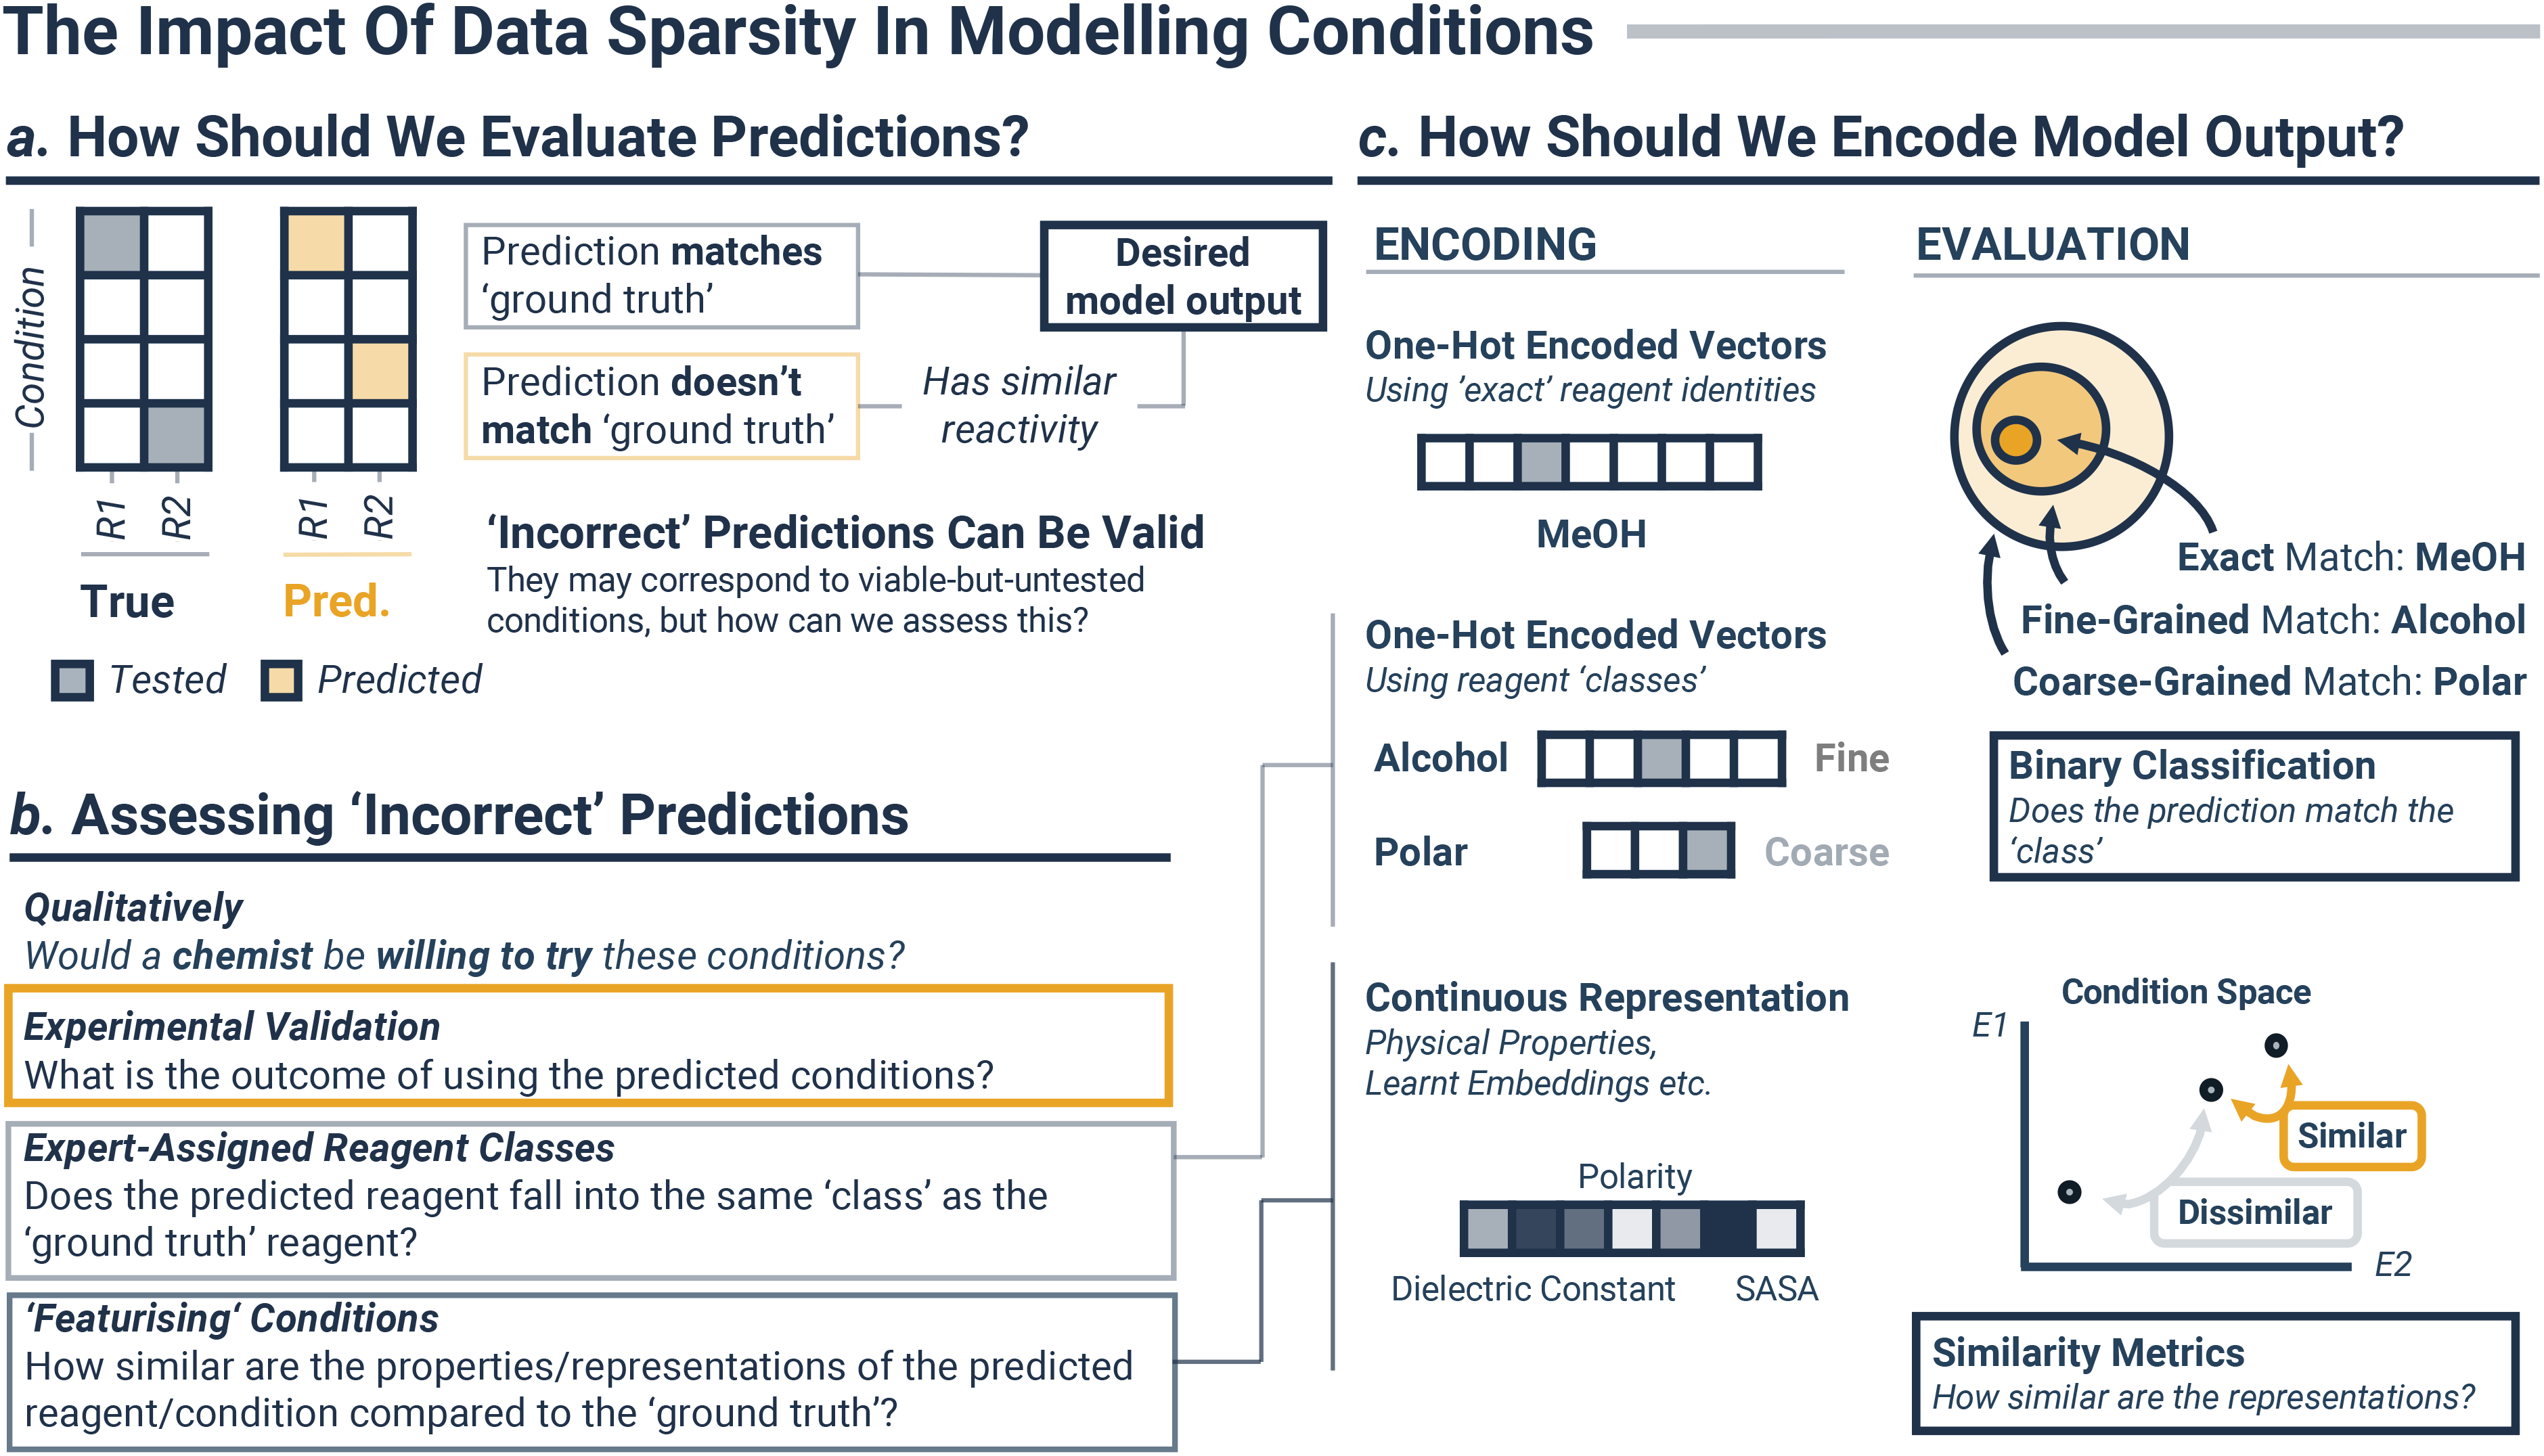 The Impact Of Data Sparsity In Modelling Conditions
a. How Should We Evaluate Predictions?
Condition
R1
R2
R1
R2
True
Pred.
Tested
Predicted
Prediction matches
‘ground truth’
Desired
model output
Prediction doesn’t
match ‘ground truth’
Has similar
reactivity
‘Incorrect’ Predictions Can Be Valid
They may correspond to viable-but-untested
conditions, but how can we assess this?
b. Assessing ‘Incorrect’ Predictions
Qualitatively
Would a chemist be willing to try these conditions?
Experimental Validation
What is the outcome of using the predicted conditions?
Expert-Assigned Reagent Classes
Does the predicted reagent fall into the same ‘class’ as the
‘ground truth’ reagent?
‘Featurising‘ Conditions
How similar are the properties/representations of the predicted
reagent/condition compared to the ‘ground truth’?
c. How Should We Encode Model Output?
ENCODING
One-Hot Encoded Vectors
Using ’exact’ reagent identities
MeOH
One-Hot Encoded Vectors
Using reagent ‘classes’
Alcohol
Fine
Polar
Coarse
Continuous Representation
Physical Properties,
Learnt Embeddings etc.
Polarity
Dielectric Constant
SASA
EVALUATION
Exact Match: MeOH
Fine-Grained Match: Alcohol
Coarse-Grained Match: Polar
Binary Classification
Does the prediction match the
‘class’
Condition Space
E1
Similar
Dissimilar
E2
Similarity Metrics
How similar are the representations?